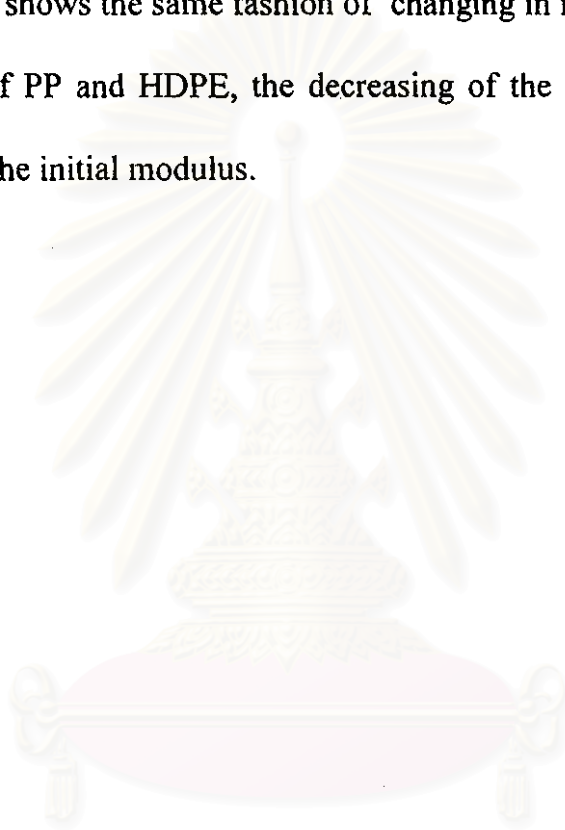 shows the same fashion of changing in
f PP and HDPE, the decreasing of the
he initial modulus.